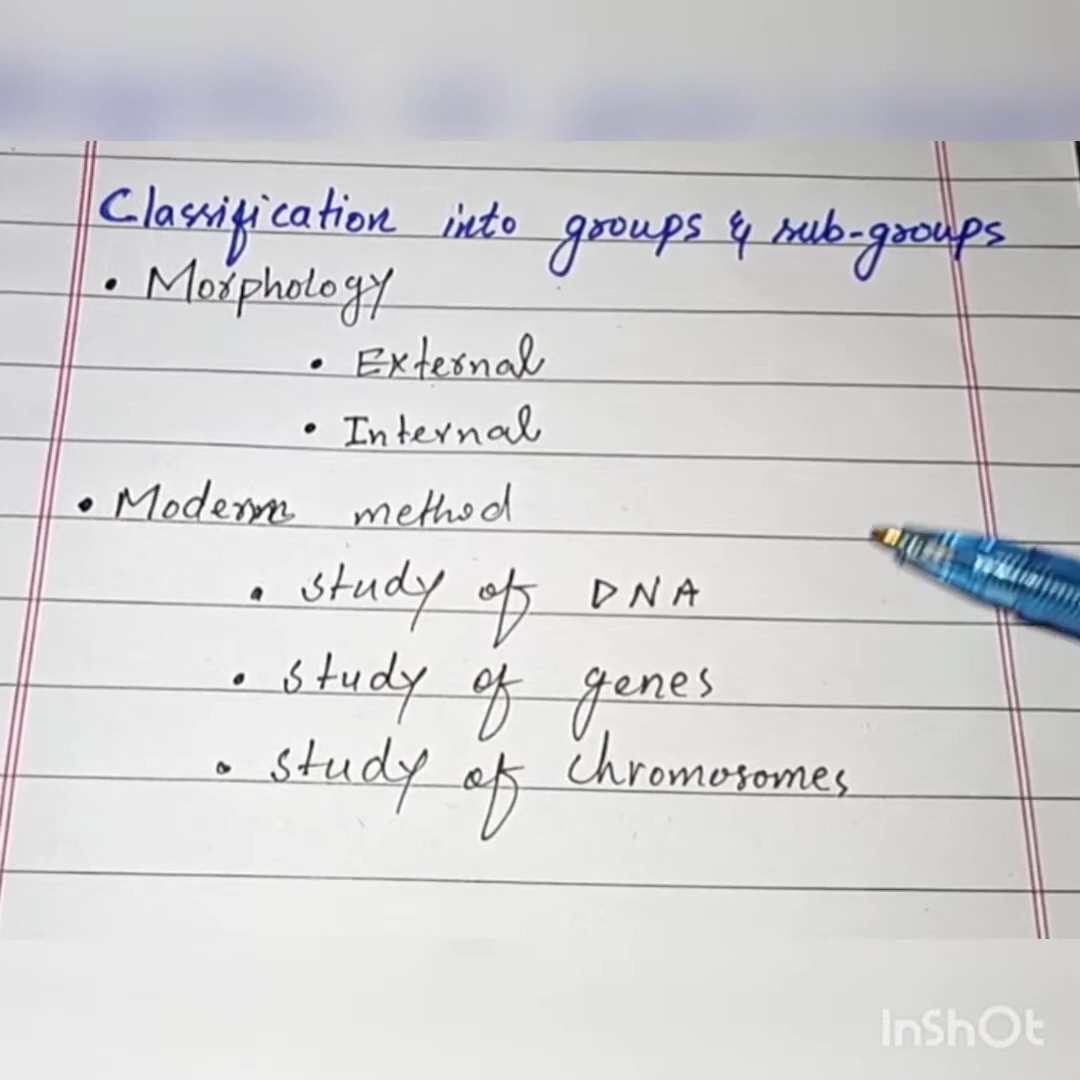 Classification into groups & sub-groups
• Morphology
• External
• Internal
• Modern method
• study of DNA
• study of genes
• study of chromosomes
InShOt